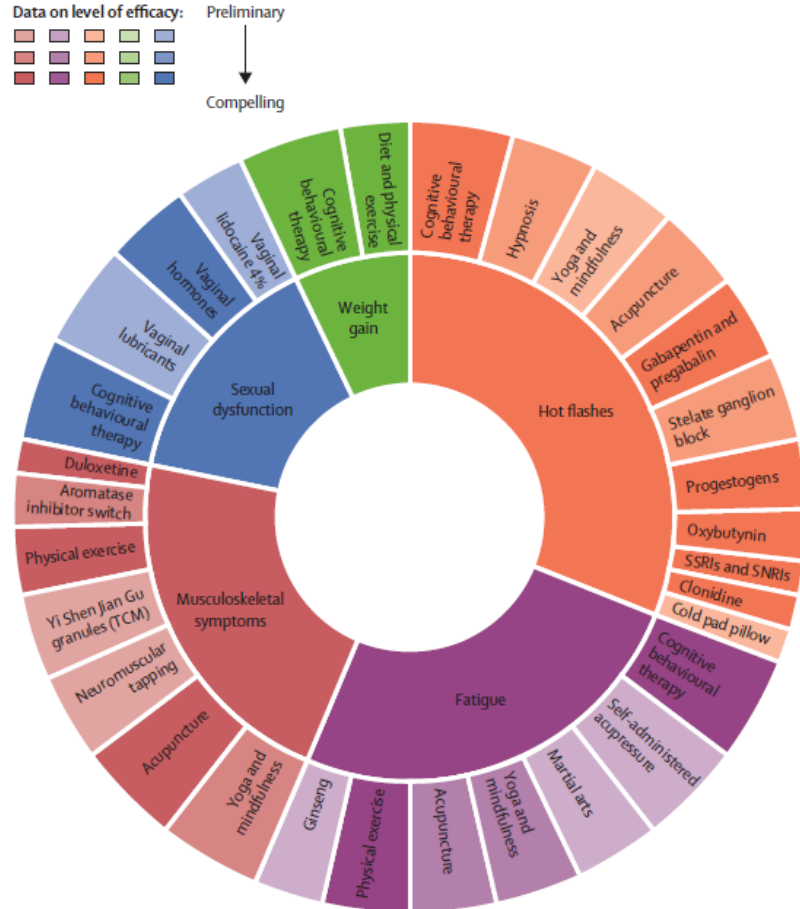 Data on level of efficacy:
Preliminary
Compelling
Weight
gain
Hot flashes
Fatigue
Musculoskeletal
symptoms
Sexual
dysfunction
Cognitive
behavioural
therapy
Hypnosis
Yoga and
mindfulness
Acupuncture
Gabapentin and
pregabalin
Stelate ganglion
block
Progestogens
Oxybutynin
SSRIs and SNRIs
Clonidine
Cold pad pillow
Cognitive
behavioural
therapy
Self-administered
acupressure
Martial arts
Yoga and
mindfulness
Acupuncture
Physical exercise
Ginseng
Yoga and
mindfulness
Acupuncture
Neuromuscular
tapping
Yi Shen Jian Gu
granules (TCM)
Physical exercise
Aromatase
inhibitor switch
Duloxetine
Cognitive
behavioural
therapy
Vaginal
lubricants
Vaginal
hormones
Vaginal
lidocaine 4%
Cognitive
behavioural
therapy
Diet and physical
exercise